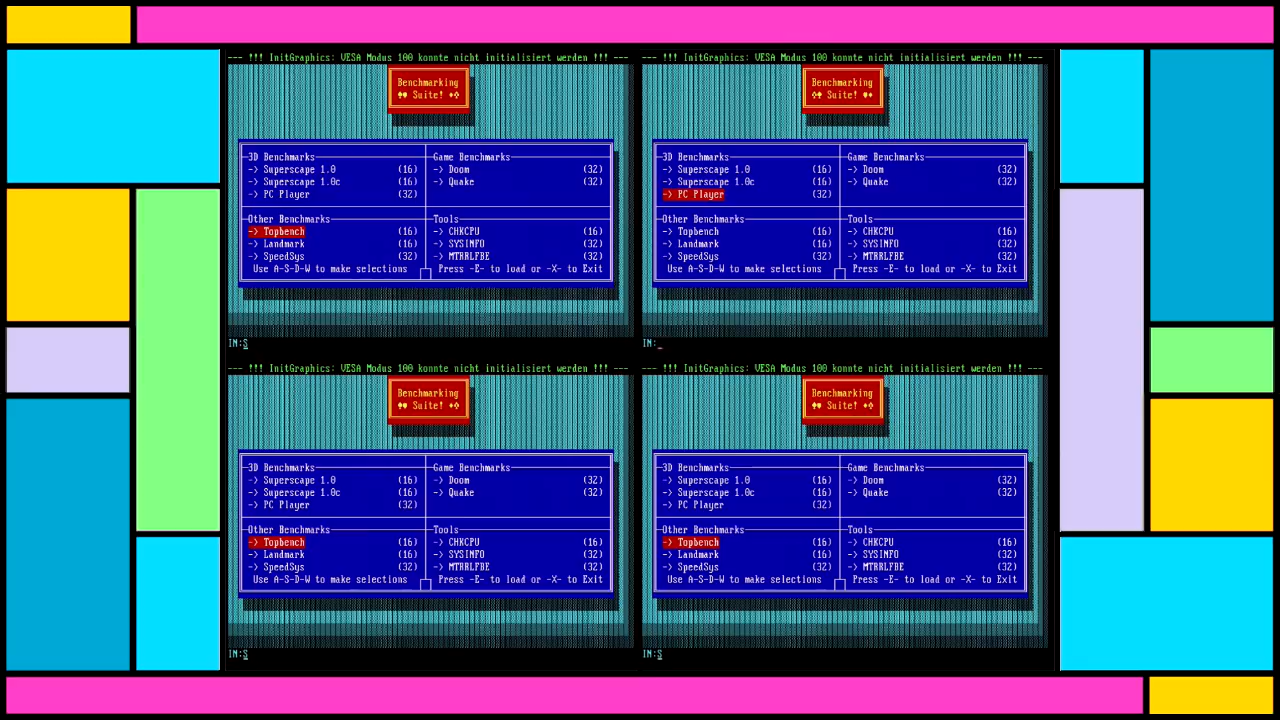 --- !!! InitGraphics: VESA Modus 100 konnte nicht initialisiert werden !!! ---
Benchmarking
♠♥ Suite! ♦♣
3D Benchmarks
-> Superscape 1.0 (16)
-> Superscape 1.0c (16)
-> PC Player (32)
Game Benchmarks
-> Doom (32)
-> Quake (32)
Other Benchmarks
-> Topbench (16)
-> Landmark (16)
-> SpeedSys (32)
Tools
-> CHKCPU (16)
-> SYSINFO (32)
-> MTRRLFBE (32)
Use A-S-D-W to make selections
Press -E- to load or -X- to Exit
IN:S
--- !!! InitGraphics: VESA Modus 100 konnte nicht initialisiert werden !!! ---
Benchmarking
♣♠ Suite! ♥♦
3D Benchmarks
-> Superscape 1.0 (16)
-> Superscape 1.0c (16)
-> PC Player (32)
Game Benchmarks
-> Doom (32)
-> Quake (32)
Other Benchmarks
-> Topbench (16)
-> Landmark (16)
-> SpeedSys (32)
Tools
-> CHKCPU (16)
-> SYSINFO (32)
-> MTRRLFBE (32)
Use A-S-D-W to make selections
Press -E- to load or -X- to Exit
IN:_
--- !!! InitGraphics: VESA Modus 100 konnte nicht initialisiert werden !!! ---
Benchmarking
♠♥ Suite! ♦♣
3D Benchmarks
-> Superscape 1.0 (16)
-> Superscape 1.0c (16)
-> PC Player (32)
Game Benchmarks
-> Doom (32)
-> Quake (32)
Other Benchmarks
-> Topbench (16)
-> Landmark (16)
-> SpeedSys (32)
Tools
-> CHKCPU (16)
-> SYSINFO (32)
-> MTRRLFBE (32)
Use A-S-D-W to make selections
Press -E- to load or -X- to Exit
IN:S
--- !!! InitGraphics: VESA Modus 100 konnte nicht initialisiert werden !!! ---
Benchmarking
♠♥ Suite! ♦♣
3D Benchmarks
-> Superscape 1.0 (16)
-> Superscape 1.0c (16)
-> PC Player (32)
Game Benchmarks
-> Doom (32)
-> Quake (32)
Other Benchmarks
-> Topbench (16)
-> Landmark (16)
-> SpeedSys (32)
Tools
-> CHKCPU (16)
-> SYSINFO (32)
-> MTRRLFBE (32)
Use A-S-D-W to make selections
Press -E- to load or -X- to Exit
IN:S